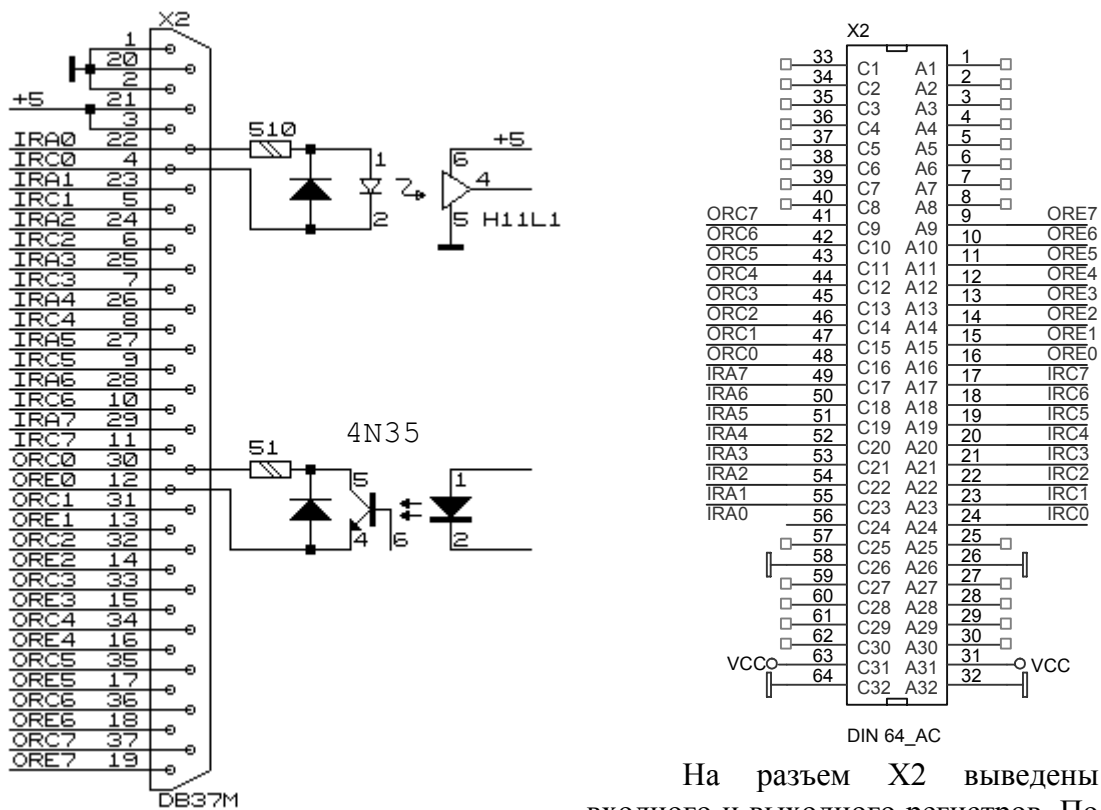 X2
1
20
2
+5 21
3
IRA0 22
IRC0 4
IRA1 23
IRC1 5
IRA2 24
IRC2 6
IRA3 25
IRC3 7
IRA4 26
IRC4 8
IRA5 27
IRC5 9
IRA6 28
IRC6 10
IRA7 29
IRC7 11
ORC0 30
ORE0 12
ORC1 31
ORE1 13
ORC2 32
ORE2 14
ORC3 33
ORE3 15
ORC4 34
ORE4 16
ORC5 35
ORE5 17
ORC6 36
ORE6 18
ORC7 37
ORE7 19
DB37M
510
1
2
+5
6
4
5 H11L1
4N35
51
5
4
6
1
2
X2
33 C1 A1 1
34 C2 A2 2
35 C3 A3 3
36 C4 A4 4
37 C5 A5 5
38 C6 A6 6
39 C7 A7 7
40 C8 A8 8
ORC7 41 C9 A9 9 ORE7
ORC6 42 C10 A10 10 ORE6
ORC5 43 C11 A11 11 ORE5
ORC4 44 C12 A12 12 ORE4
ORC3 45 C13 A13 13 ORE3
ORC2 46 C14 A14 14 ORE2
ORC1 47 C15 A15 15 ORE1
ORC0 48 C16 A16 16 ORE0
IRA7 49 C17 A17 17 IRC7
IRA6 50 C18 A18 18 IRC6
IRA5 51 C19 A19 19 IRC5
IRA4 52 C20 A20 20 IRC4
IRA3 53 C21 A21 21 IRC3
IRA2 54 C22 A22 22 IRC2
IRA1 55 C23 A23 23 IRC1
IRA0 56 C24 A24 24 IRC0
57 C25 A25 25
58 C26 A26 26
59 C27 A27 27
60 C28 A28 28
61 C29 A29 29
62 C30 A30 30
VCC 63 C31 A31 31 VCC
64 C32 A32 32
DIN 64_AC
На разъем X2 выведены
входного и выходного регистров. По